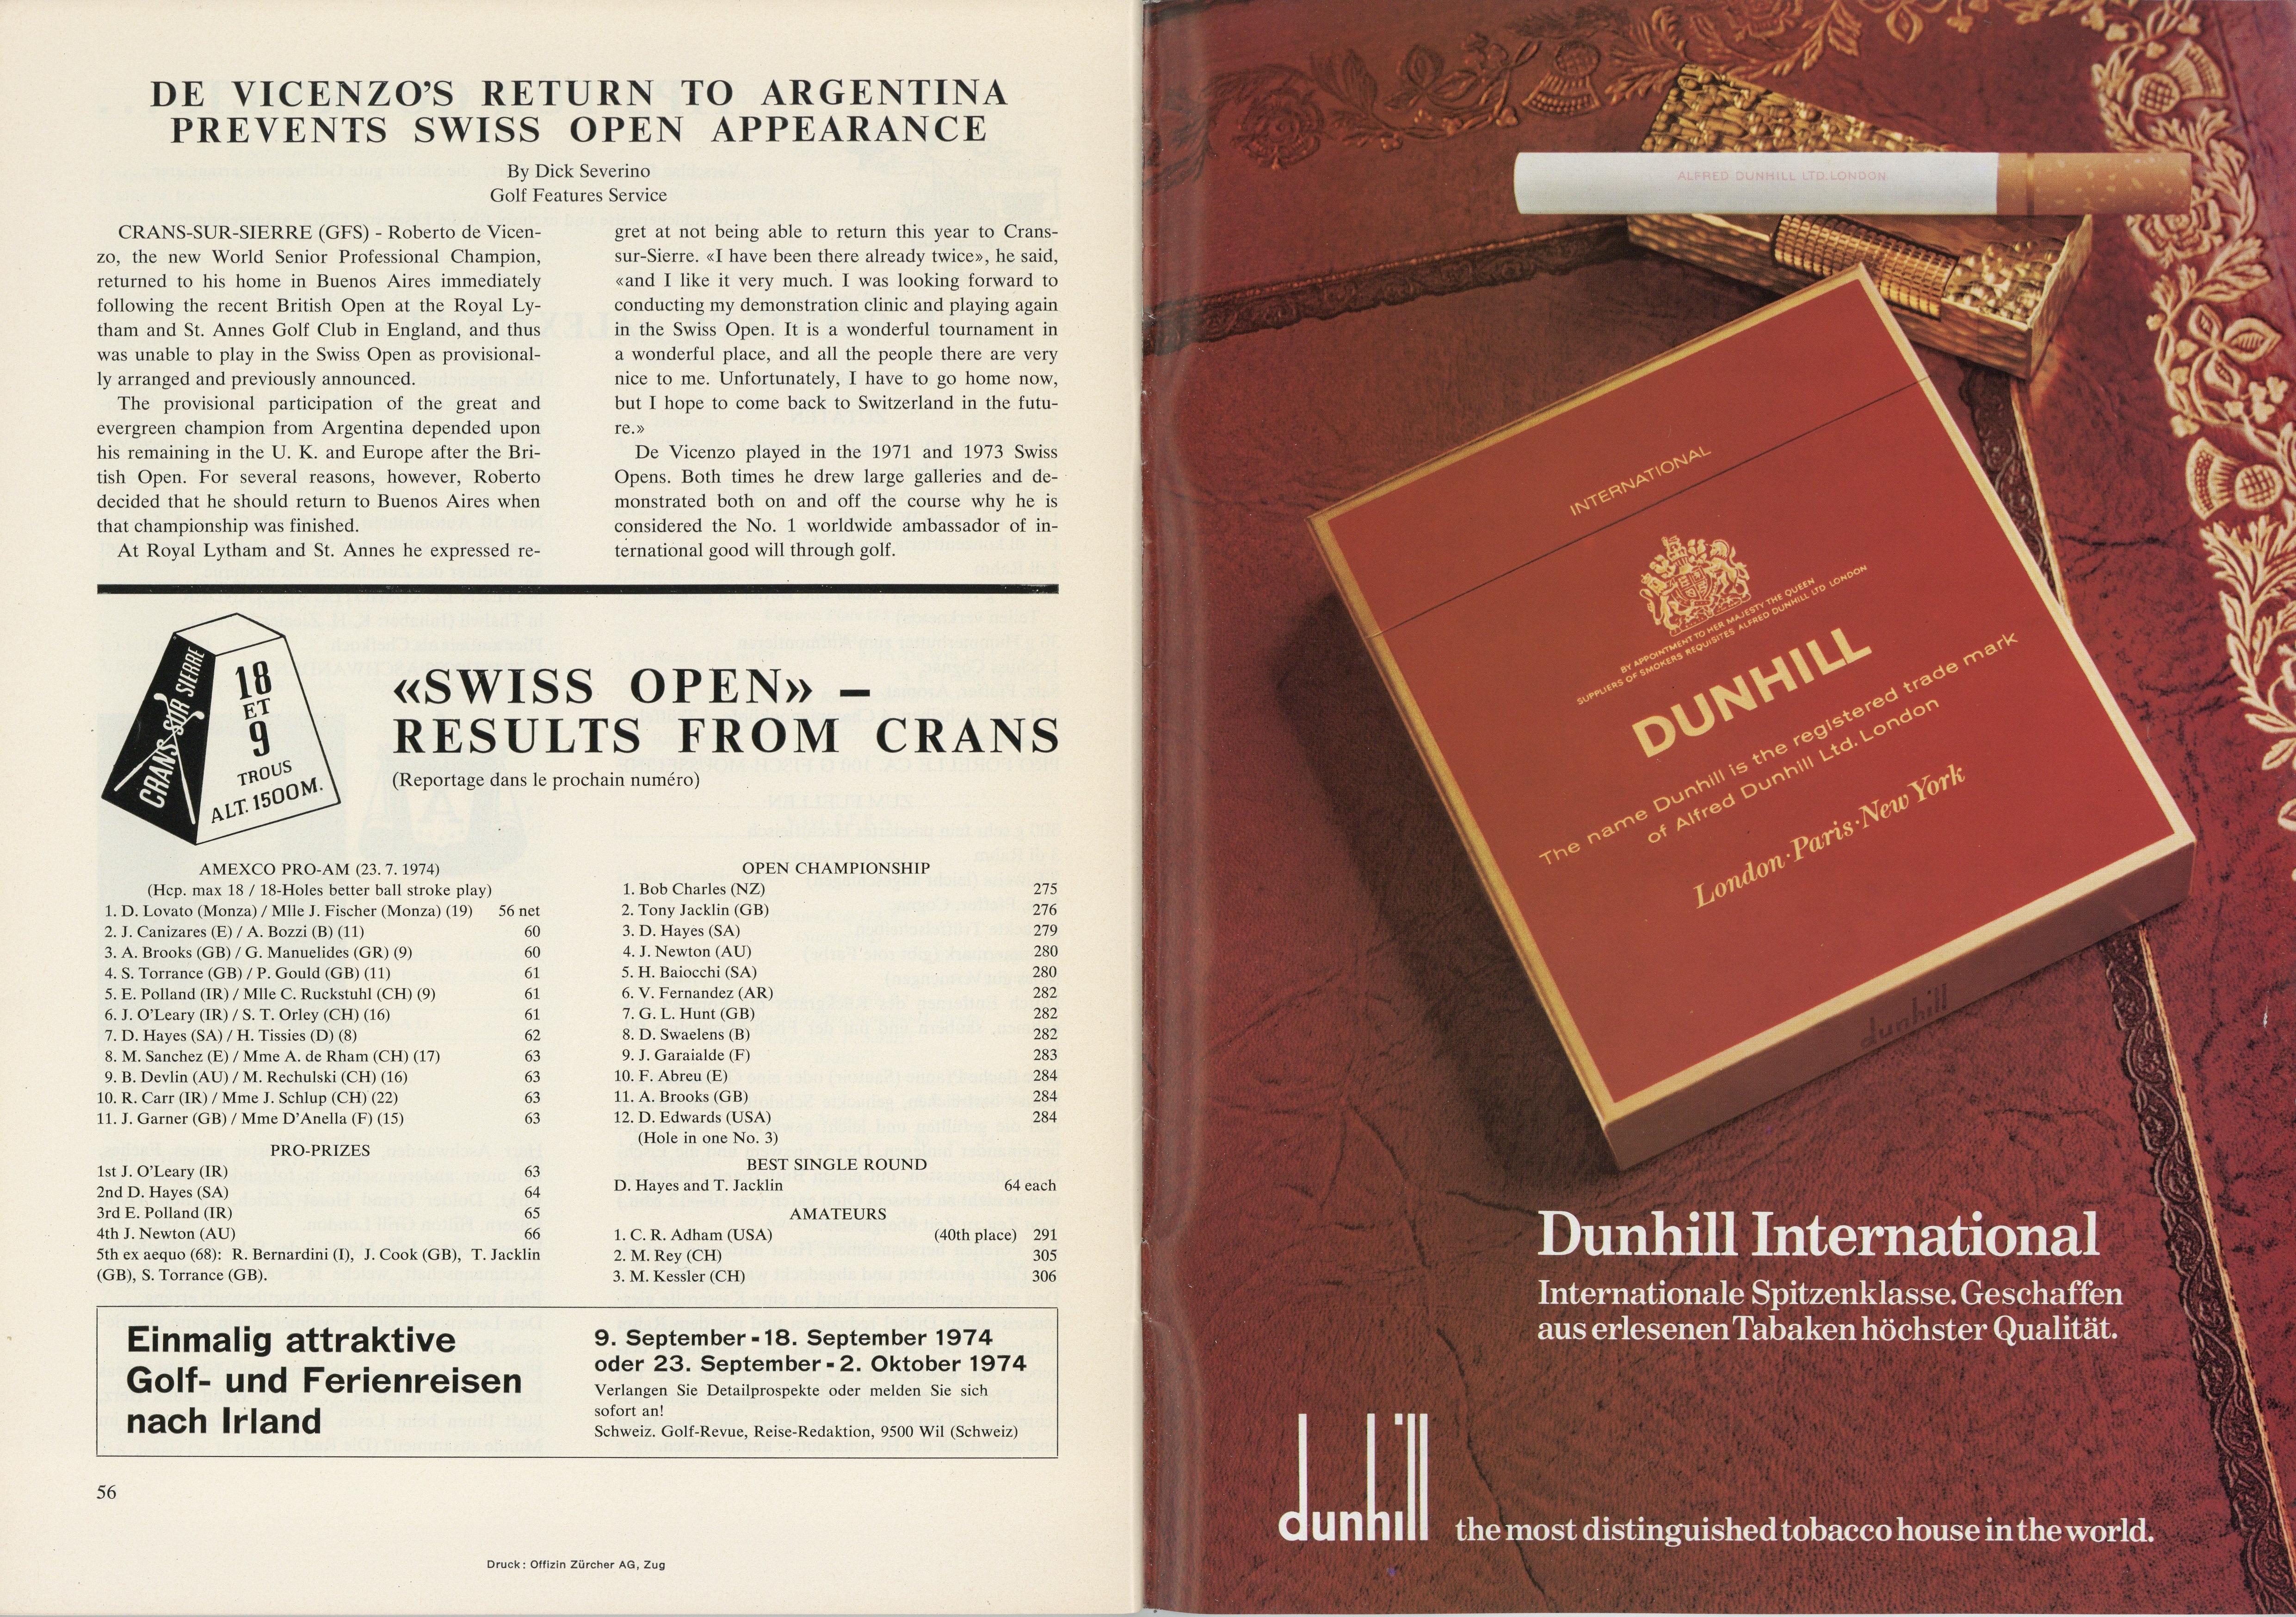 DE VICENZO'S RETURN TO ARGENTINA
PREVENTS SWISS OPEN APPEARANCE
By Dick Severino
Golf Features Service
CRANS-SUR-SIERRE (GFS) - Roberto de Vicen-
zo, the new World Senior Professional Champion,
returned to his home in Buenos Aires immediately
following the recent British Open at the Royal Ly-
tham and St. Annes Golf Club in England, and thus
was unable to play in the Swiss Open as provisional-
ly arranged and previously announced.
The provisional participation of the great and
evergreen champion from Argentina depended upon
his remaining in the U. K. and Europe after the Bri-
tish Open. For several reasons, however, Roberto
decided that he should return to Buenos Aires when
that championship was finished.
At Royal Lytham and St. Annes he expressed re-
gret at not being able to return this year to Crans-
sur-Sierre. «I have been there already twice», he said,
«and I like it very much. I was looking forward to
conducting my demonstration clinic and playing again
in the Swiss Open. It is a wonderful tournament in
a wonderful place, and all the people there are very
nice to me. Unfortunately, I have to go home now,
but I hope to come back to Switzerland in the futu-
re.»
De Vicenzo played in the 1971 and 1973 Swiss
Opens. Both times he drew large galleries and de-
monstrated both on and off the course why he is
considered the No. 1 worldwide ambassador of in-
ternational good will through golf.
CRANS SUR SIERRE
18
ET
9
TROUS
ALT. 1500M.
«SWISS OPEN» –
RESULTS FROM CRANS
(Reportage dans le prochain numéro)
AMEXCO PRO-AM (23. 7. 1974)
(Hcp. max 18 / 18-Holes better ball stroke play)
1. D. Lovato (Monza) / Mlle J. Fischer (Monza) (19) 56 net
2. J. Canizares (E) / A. Bozzi (B) (11) 60
3. A. Brooks (GB) / G. Manuelides (GR) (9) 60
4. S. Torrance (GB) / P. Gould (GB) (11) 61
5. E. Polland (IR) / Mlle C. Ruckstuhl (CH) (9) 61
6. J. O'Leary (IR) / S. T. Orley (CH) (16) 61
7. D. Hayes (SA) / H. Tissies (D) (8) 62
8. M. Sanchez (E) / Mme A. de Rham (CH) (17) 63
9. B. Devlin (AU) / M. Rechulski (CH) (16) 63
10. R. Carr (IR) / Mme J. Schlup (CH) (22) 63
11. J. Garner (GB) / Mme D'Anella (F) (15) 63
PRO-PRIZES
1st J. O'Leary (IR) 63
2nd D. Hayes (SA) 64
3rd E. Polland (IR) 65
4th J. Newton (AU) 66
5th ex aequo (68): R. Bernardini (I), J. Cook (GB), T. Jacklin
(GB), S. Torrance (GB).
OPEN CHAMPIONSHIP
1. Bob Charles (NZ) 275
2. Tony Jacklin (GB) 276
3. D. Hayes (SA) 279
4. J. Newton (AU) 280
5. H. Baiocchi (SA) 280
6. V. Fernandez (AR) 282
7. G. L. Hunt (GB) 282
8. D. Swaelens (B) 282
9. J. Garaialde (F) 283
10. F. Abreu (E) 284
11. A. Brooks (GB) 284
12. D. Edwards (USA) 284
(Hole in one No. 3)
BEST SINGLE ROUND
D. Hayes and T. Jacklin 64 each
AMATEURS
1. C. R. Adham (USA) (40th place) 291
2. M. Rey (CH) 305
3. M. Kessler (CH) 306
Einmalig attraktive
Golf- und Ferienreisen
nach Irland
9. September - 18. September 1974
oder 23. September - 2. Oktober 1974
Verlangen Sie Detailprospekte oder melden Sie sich
sofort an!
Schweiz. Golf-Revue, Reise-Redaktion, 9500 Wil (Schweiz)
56
Druck: Offizin Zürcher AG, Zug
ALFRED DUNHILL LTD. LONDON
INTERNATIONAL
BY APPOINTMENT TO HER MAJESTY THE QUEEN
SUPPLIERS OF SMOKERS REQUISITES ALFRED DUNHILL LTD LONDON
DUNHILL
The name Dunhill is the registered trade mark
of Alfred Dunhill Ltd. London
London·Paris·New York
dunhill
Dunhill International
Internationale Spitzenklasse. Geschaffen
aus erlesenen Tabaken höchster Qualität.
dunhill the most distinguished tobacco house in the world.